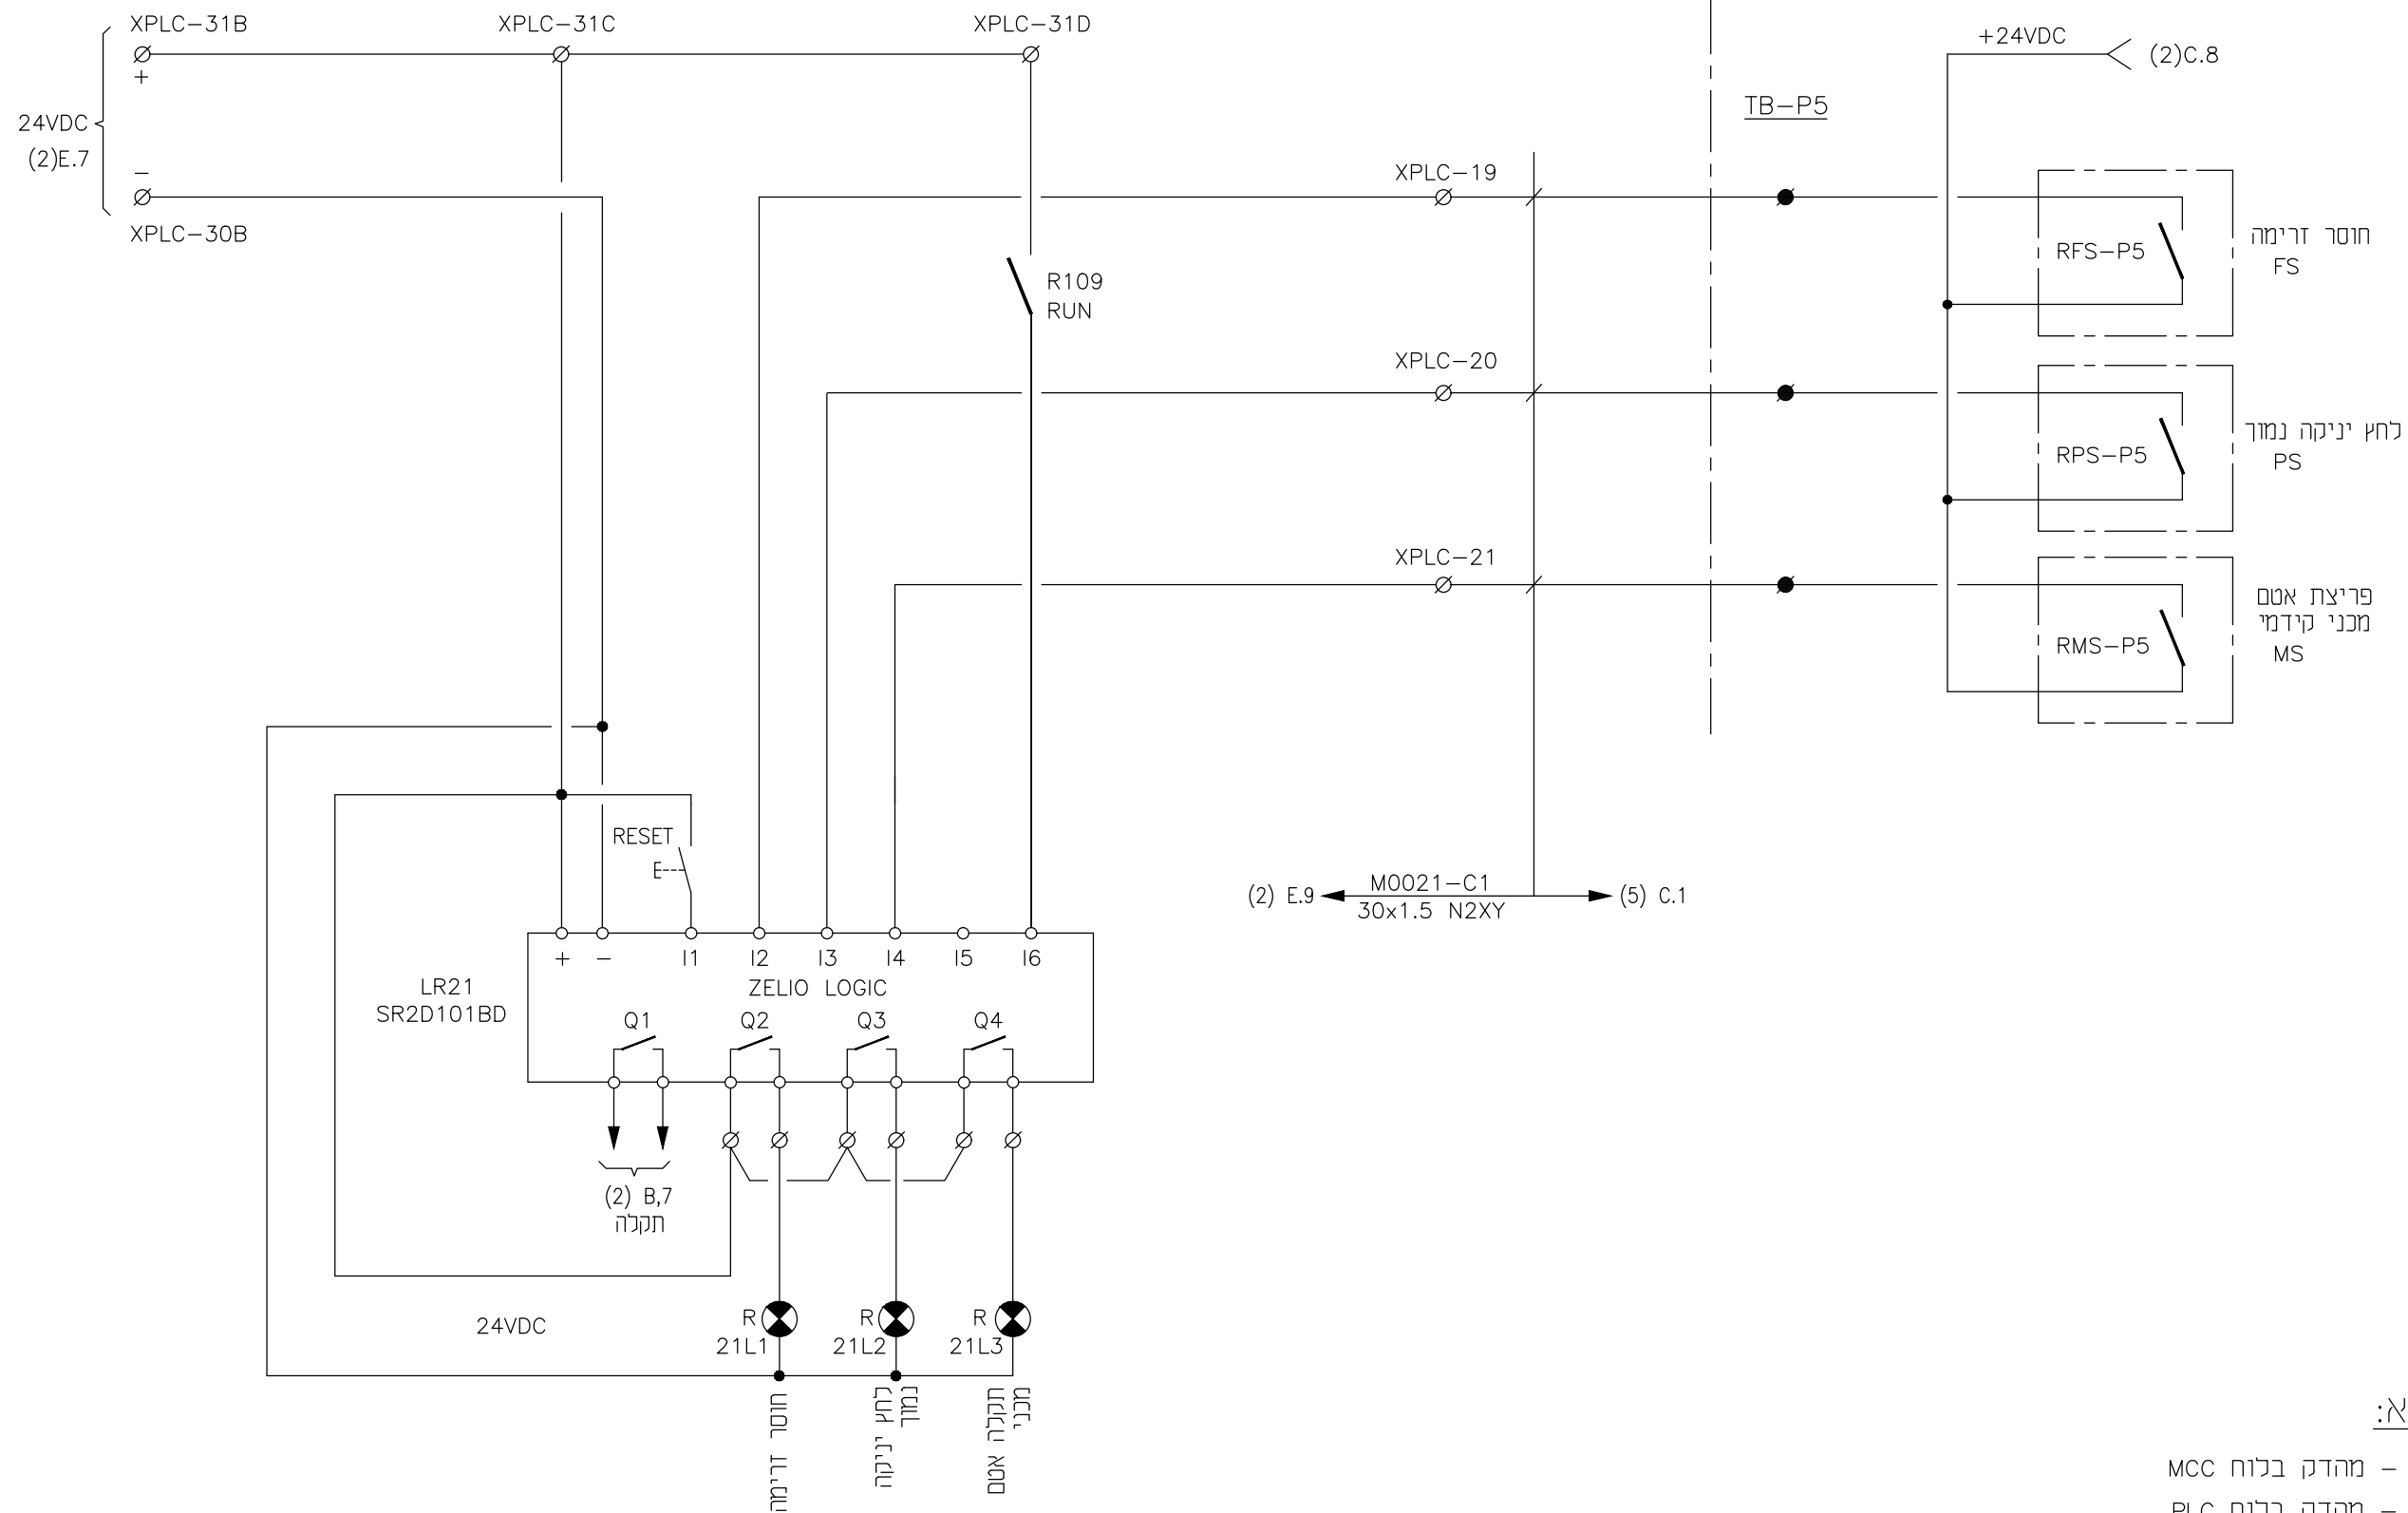 XPLC-31B
XPLC-31C
XPLC-31D
+
24VDC
(2)E.7
-
XPLC-30B
+24VDC
(2)C.8
TB-P5
XPLC-19
RFS-P5
חוסר זרימה
FS
R109
RUN
XPLC-20
RPS-P5
לחץ יניקה נמוך
PS
XPLC-21
RMS-P5
פריצת אטם
מכני קידמי
MS
RESET
E
(2) E.9
M0021-C1
30x1.5 N2XY
(5) C.1
+ - I1 I2 I3 I4 I5 I6
LR21
SR2D101BD
ZELIO LOGIC
Q1 Q2 Q3 Q4
(2) B,7
תקלה
24VDC
R
21L1
R
21L2
R
21L3
חוסר זרימה
לחץ יניקה
נמוך
תקלה אטם
מכני
א:
- מהדק בלוח MCC
- מהדק בלוח PLC